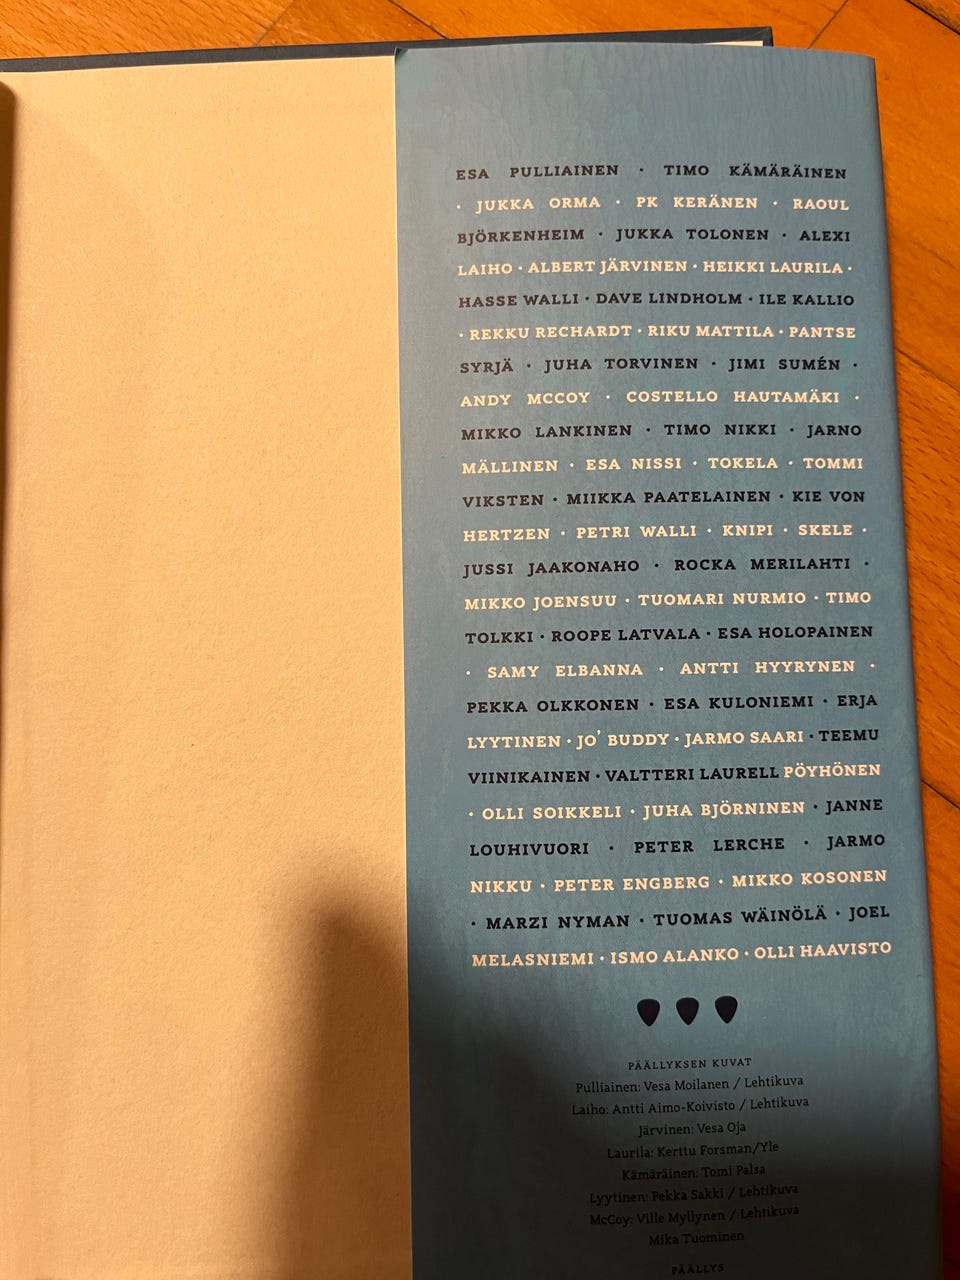 ESA PULLIAINEN · TIMO KÄMÄRÄINEN
· JUKKA ORMA · PK KERÄNEN · RAOUL
BJÖRKENHEIM · JUKKA TOLONEN · ALEXI
LAIHO · ALBERT JÄRVINEN · HEIKKI LAURILA ·
HASSE WALLI · DAVE LINDHOLM · ILE KALLIO
· REKKU RECHARDT · RIKU MATTILA · PANTSE
SYRJÄ · JUHA TORVINEN · JIMI SUMÉN ·
ANDY MCCOY · COSTELLO HAUTAMÄKI ·
MIKKO LANKINEN · TIMO NIKKI · JARNO
MÄLLINEN · ESA NISSI · TOKELA · TOMMI
VIKSTEN · MIIKKA PAATELAINEN · KIE VON
HERTZEN · PETRI WALLI · KNIPI · SKELE ·
JUSSI JAAKONAHO · ROCKA MERILAHTI ·
MIKKO JOENSUU · TUOMARI NURMIO · TIMO
TOLKKI · ROOPE LATVALA · ESA HOLOPAINEN
· SAMY ELBANNA · ANTTI HYYRYNEN ·
PEKKA OLKKONEN · ESA KULONIEMI · ERJA
LYYTINEN · JO' BUDDY · JARMO SAARI · TEEMU
VIINIKAINEN · VALTTERI LAURELL PÖYHÖNEN
· OLLI SOIKKELI · JUHA BJÖRNINEN · JANNE
LOUHIVUORI · PETER LERCHE · JARMO
NIKKU · PETER ENGBERG · MIKKO KOSONEN
· MARZI NYMAN · TUOMAS WÄINÖLÄ · JOEL
MELASNIEMI · ISMO ALANKO · OLLI HAAVISTO
PÄÄLLYKSEN KUVAT
Pulliainen: Vesa Moilanen / Lehtikuva
Laiho: Antti Aimo-Koivisto / Lehtikuva
Järvinen: Vesa Oja
Laurila: Kerttu Forsman/Yle
Kämäräinen: Tomi Palsa
Lyytinen: Pekka Sakki / Lehtikuva
McCoy: Ville Myllynen / Lehtikuva
Mika Tuominen
PÄÄLLYS